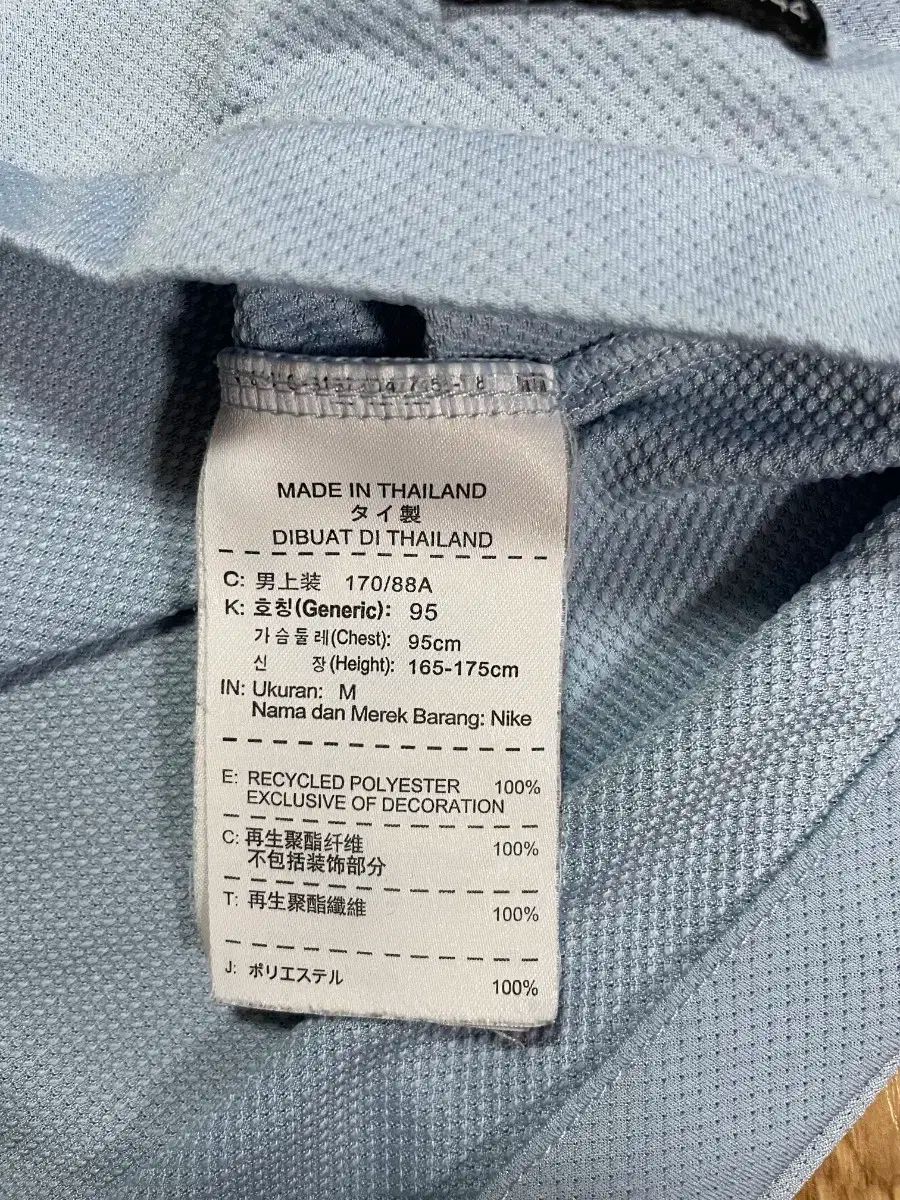 MADE IN THAILAND
タイ製
DIBUAT DI THAILAND
C: 男上装 170/88A
K: 호칭(Generic): 95
가슴둘레(Chest): 95cm
신 장(Height): 165-175cm
IN: Ukuran: M
Nama dan Merek Barang: Nike
E: RECYCLED POLYESTER 100%
EXCLUSIVE OF DECORATION
C: 再生聚酯纤维 100%
不包括装饰部分
T: 再生聚酯纖維 100%
J: ポリエステル 100%